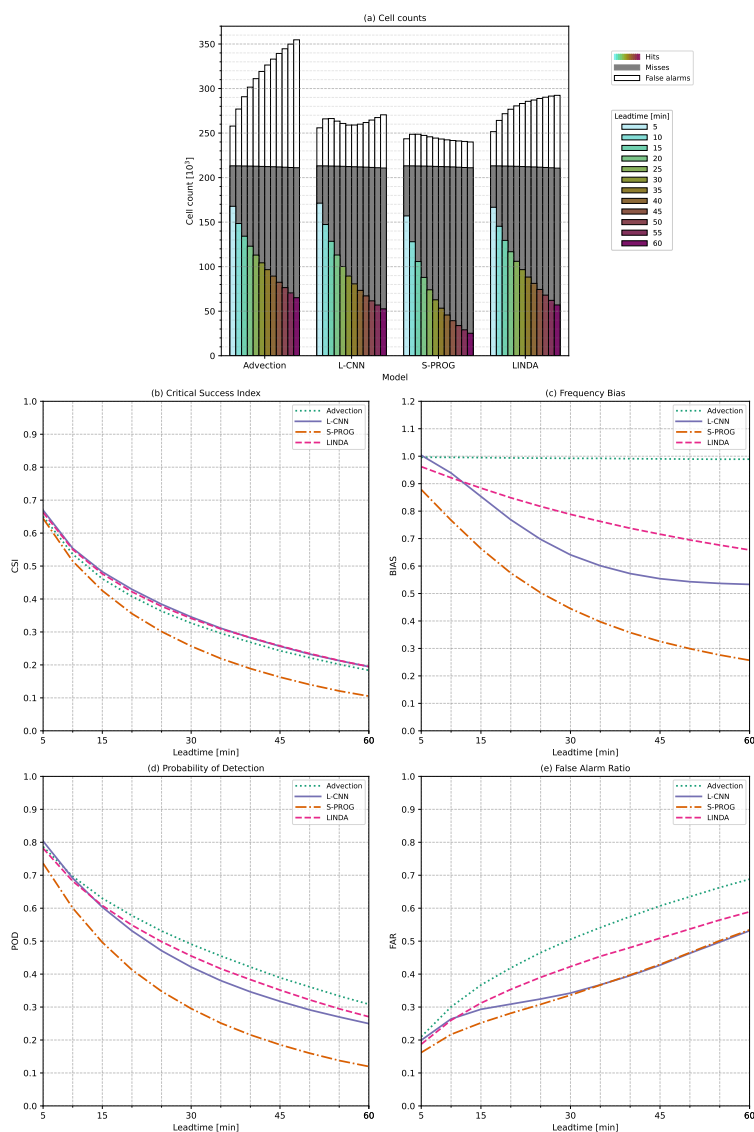 (a) Cell counts
Cell count [10³]
350
300
250
200
150
100
50
0
Advection
L-CNN
S-PROG
LINDA
Model
Hits
Misses
False alarms
Leadtime [min]
5
10
15
20
25
30
35
40
45
50
55
60
(b) Critical Success Index
CSI
1.0
0.9
0.8
0.7
0.6
0.5
0.4
0.3
0.2
0.1
0.0
5
15
30
45
60
Leadtime [min]
Advection
L-CNN
S-PROG
LINDA
(c) Frequency Bias
BIAS
1.2
1.1
1.0
0.9
0.8
0.7
0.6
0.5
0.4
0.3
0.2
0.1
0.0
5
15
30
45
60
Leadtime [min]
Advection
L-CNN
S-PROG
LINDA
(d) Probability of Detection
POD
1.0
0.9
0.8
0.7
0.6
0.5
0.4
0.3
0.2
0.1
0.0
5
15
30
45
60
Leadtime [min]
Advection
L-CNN
S-PROG
LINDA
(e) False Alarm Ratio
FAR
1.0
0.9
0.8
0.7
0.6
0.5
0.4
0.3
0.2
0.1
0.0
5
15
30
45
60
Leadtime [min]
Advection
L-CNN
S-PROG
LINDA